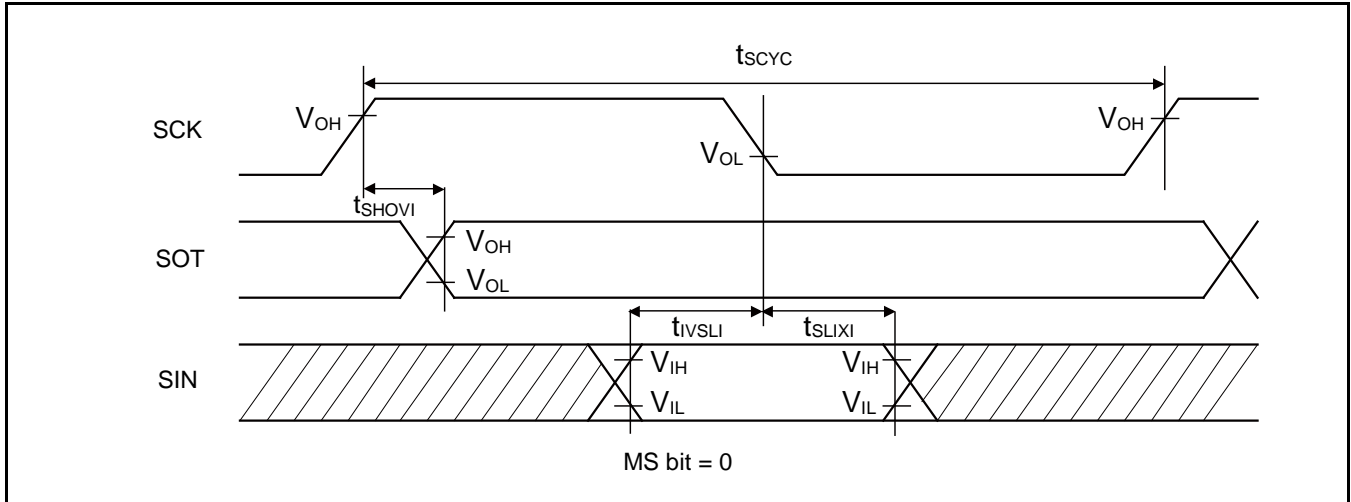 tSCYC
SCK
VOH
VOL
VOH
tSHOVI
SOT
VOH
VOL
tIVSLI
tSLIXI
SIN
VIH
VIH
VIL
VIL
MS bit = 0